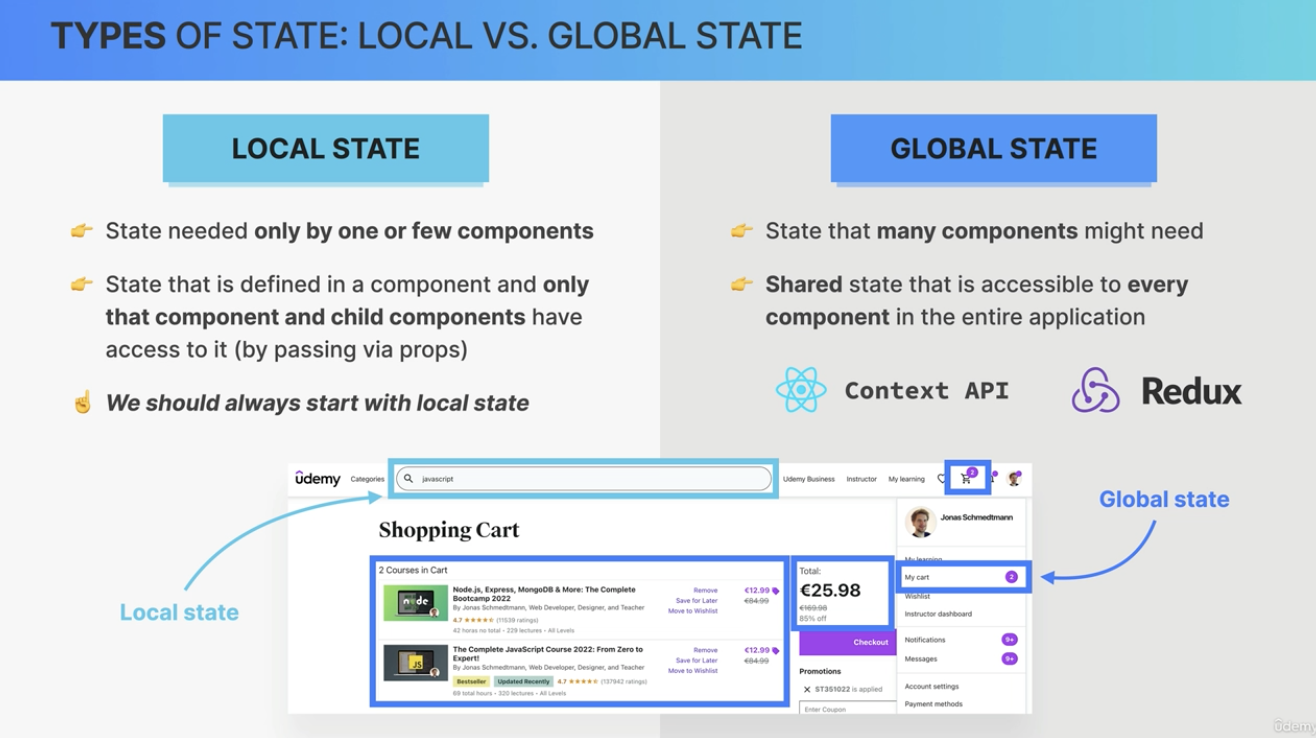 TYPES OF STATE: LOCAL VS. GLOBAL STATE
LOCAL STATE
State needed only by one or few components
State that is defined in a component and only
that component and child components have
access to it (by passing via props)
We should always start with local state
GLOBAL STATE
State that many components might need
Shared state that is accessible to every
component in the entire application
Context API
Redux
Local state
Global state
udemy Categories javascript Udemy Business Instructor My learning 2
Shopping Cart
2 Courses in Cart
node
Node.js, Express, MongoDB & More: The Complete
Bootcamp 2022
By Jonas Schmedtmann, Web Developer, Designer, and Teacher
4.7 (11539 ratings)
42 horas no total • 229 lectures • All Levels
Remove
Save for Later
Move to Wishlist
€12.99
€84.99
JS
The Complete JavaScript Course 2022: From Zero to
Expert!
By Jonas Schmedtmann, Web Developer, Designer, and Teacher
Bestseller Updated Recently 4.7 (137942 ratings)
69 total hours • 320 lectures • All Levels
Remove
Save for Later
Move to Wishlist
€12.99
€84.99
Total:
€25.98
€169.98
85% off
Checkout
Promotions
ST351022 is applied
Enter Coupon
Jonas Schmedtmann
My learning
My cart 2
Wishlist
Instructor dashboard
Notifications 9+
Messages 9+
Account settings
Payment methods
udemy